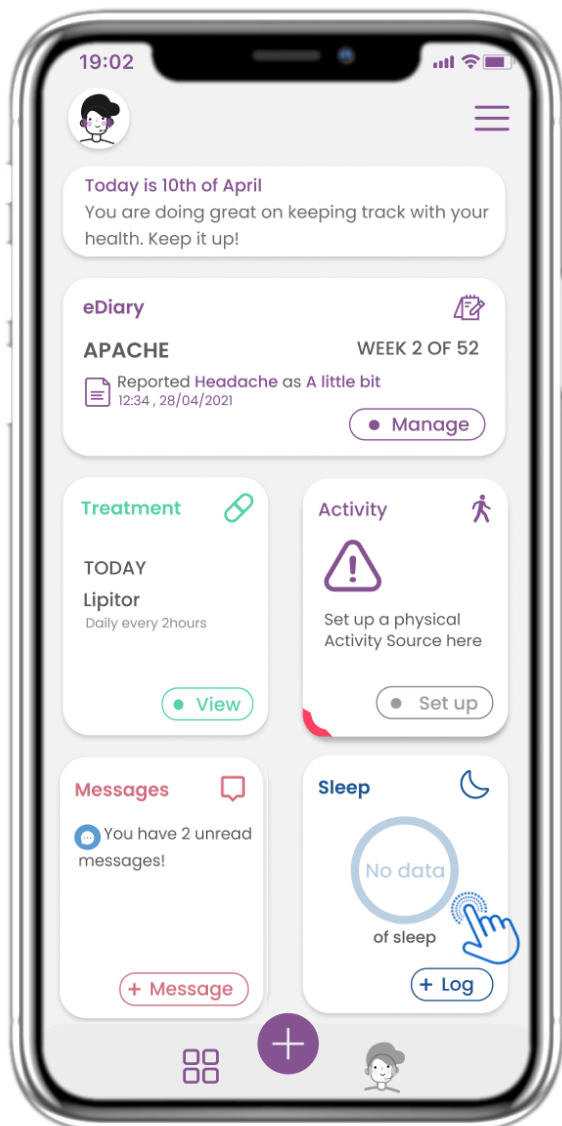 19:02
Today is 10th of April
You are doing great on keeping track with your
health. Keep it up!
eDiary
APACHE
WEEK 2 OF 52
Reported Headache as A little bit
12:34 , 28/04/2021
Manage
Treatment
TODAY
Lipitor
Daily every 2hours
View
Activity
Set up a physical
Activity Source here
Set up
Messages
You have 2 unread
messages!
+ Message
Sleep
No data
of sleep
+ Log